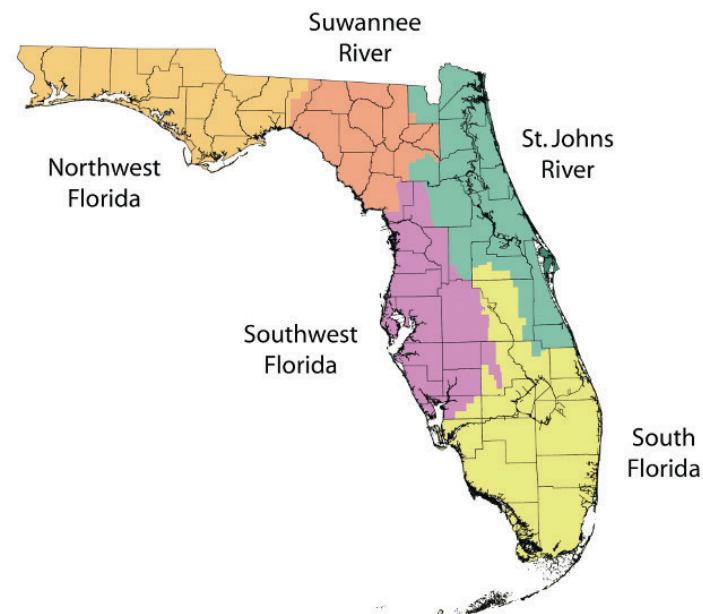 Suwannee
River
St. Johns
River
Northwest
Florida
Southwest
Florida
South
Florida